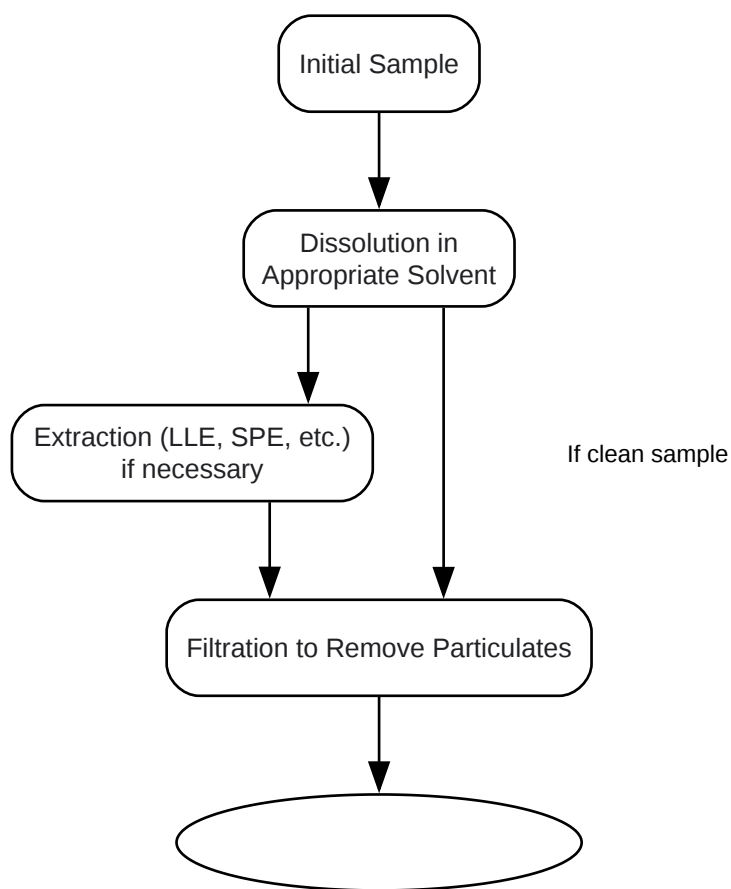 Initial Sample
Dissolution in
Appropriate Solvent
Extraction (LLE, SPE, etc.)
if necessary
If clean sample
Filtration to Remove Particulates